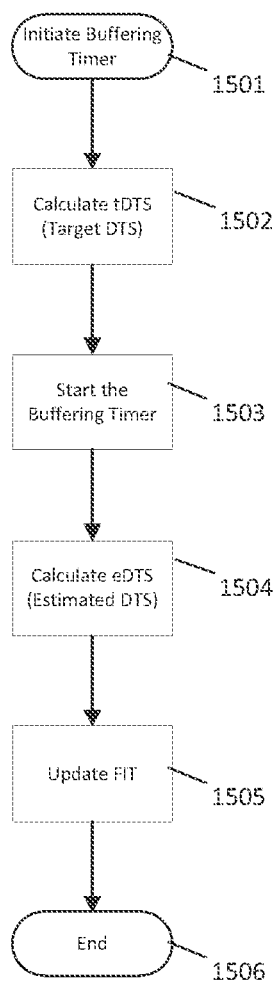 Initiate Buffering
Timer
1501
Calculate tDTS
(Target DTS)
1502
Start the
Buffering Timer
1503
Calculate eDTS
(Estimated DTS)
1504
Update FIT
1505
End
1506